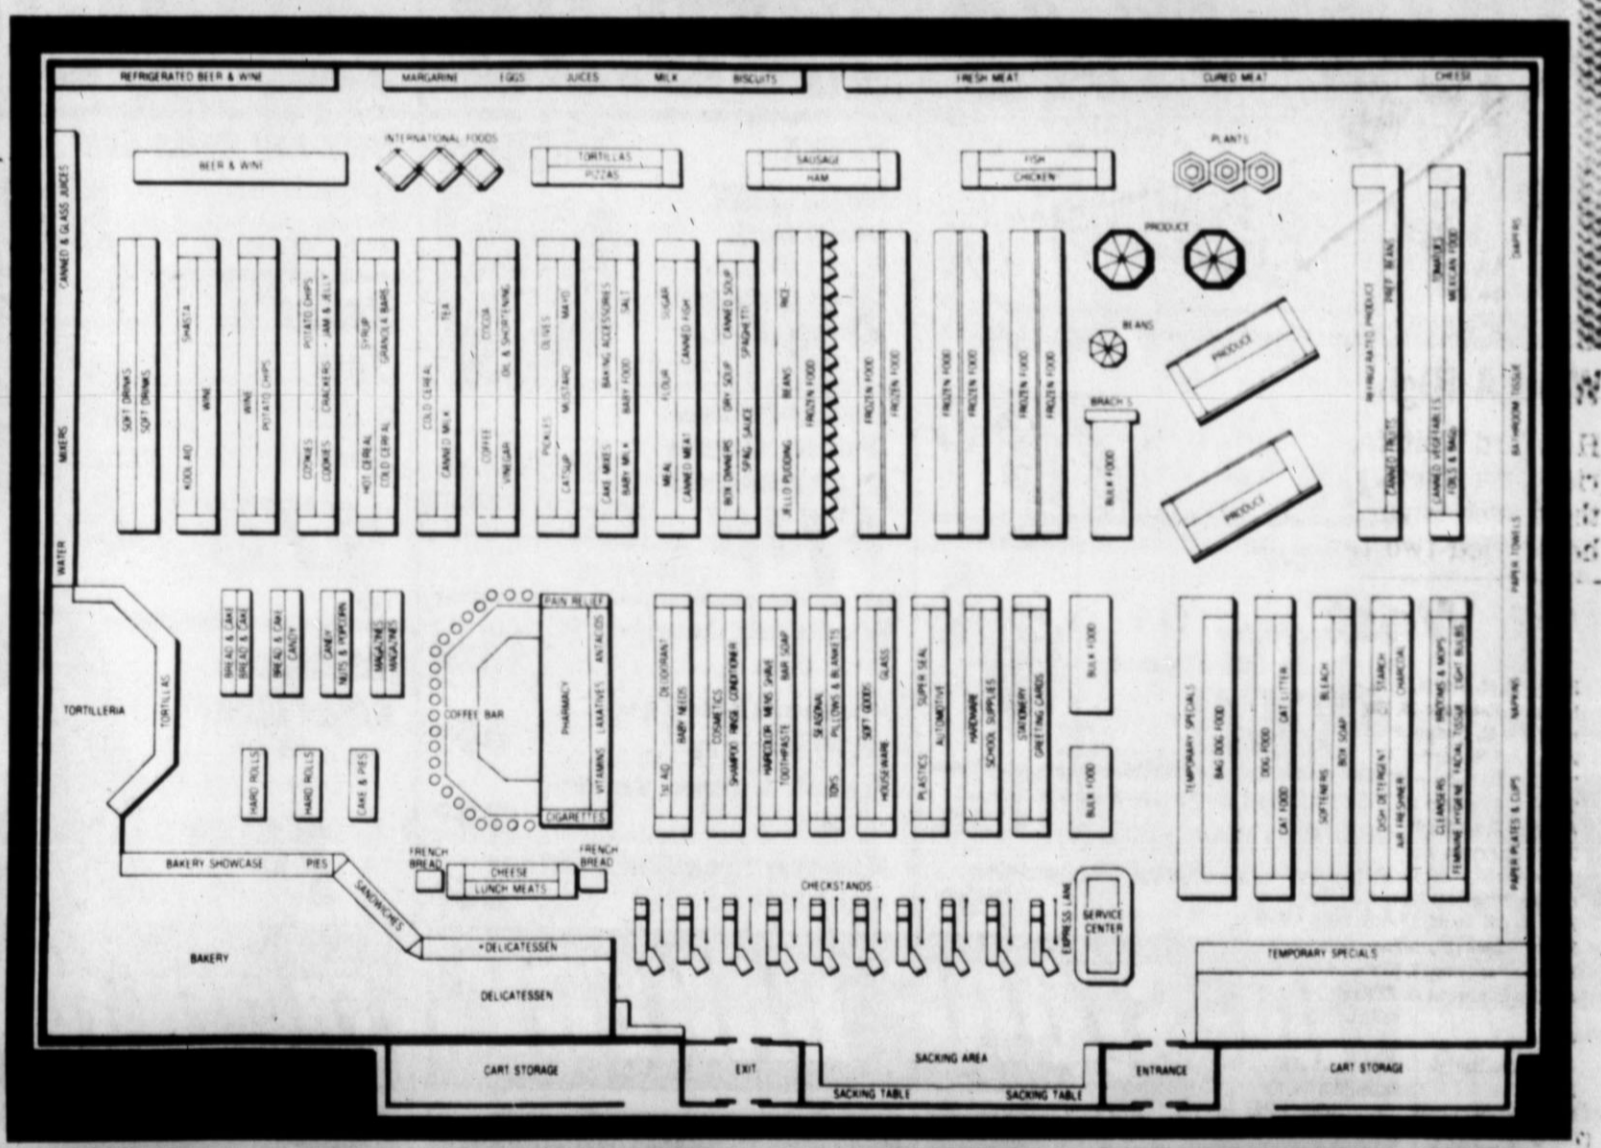 REFRIGERATED BEER & WINE
MARGARINE EGGS JUICES MILK BISCUITS
FRESH MEAT CURED MEAT CHEESE
CANNED & GLASS JUICES
MIXERS
WATER
BEER & WINE
INTERNATIONAL FOODS
TORTILLAS
PIZZAS
SAUSAGE
HAM
FISH
CHICKEN
PLANTS
SOFT DRINKS
SOFT DRINKS
KOOL AID SHASTA
WINE
WINE
POTATO CHIPS
COOKIES POTATO CHIPS
COOKIES CRACKERS - JAM & JELLY
HOT CEREAL SYRUP
COLD CEREAL GRANOLA BARS
COLD CEREAL
CANNED MILK TEA
COFFEE COCOA
VINEGAR OIL & SHORTENING
PICKLES OLIVES
CATSUP MUSTARD MAYO
CAKE MIXES BAKING ACCESSORIES
BABY MILK BABY FOOD SALT
MEAL FLOUR SUGAR
CANNED MEAT CANNED FISH
BOX DINNERS DRY SOUP CANNED SOUP
SPAG SAUCE SPAGHETTI
JELLO PUDDING BEANS RICE
FROZEN FOOD
FROZEN FOOD
FROZEN FOOD
FROZEN FOOD
FROZEN FOOD
FROZEN FOOD
FROZEN FOOD
PRODUCE
BEANS
BRACH'S
BULK FOOD
PRODUCE
PRODUCE
REFRIGERATED PRODUCE
CANNED FRUITS PREP BEANS
CANNED VEGETABLES TOMATOES
FOILS & BAGS MEXICAN FOOD
DIAPERS
BATHROOM TISSUE
PAPER TOWELS
NAPKINS
PAPER PLATES & CUPS
TORTILLERIA
TORTILLAS
BREAD & CAKE
BREAD & CAKE
BREAD & CAKE
CANDY
CANDY
NUTS & POPCORN
MAGAZINES
MAGAZINES
HARD ROLLS
HARD ROLLS
CAKE & PIES
COFFEE BAR
PAIN RELIEF
PHARMACY
VITAMINS LAXATIVES ANTACIDS
CIGARETTES
1st AID DEODORANT
BABY NEEDS
COSMETICS
SHAMPOO RINSE CONDITIONER
HAIRCOLOR MENS SHAVE
TOOTHPASTE BAR SOAP
SEASONAL
TOYS PILLOWS & BLANKETS
SOFT GOODS
HOUSEWARE GLASS
PLASTICS SUPER SEAL
AUTOMOTIVE
HARDWARE
SCHOOL SUPPLIES
STATIONERY
GREETING CARDS
BULK FOOD
BULK FOOD
TEMPORARY SPECIALS
BAG DOG FOOD
DOG FOOD
CAT FOOD CAT LITTER
SOFTENERS BLEACH
BOX SOAP
DISH DETERGENT STARCH
AIR FRESHNER CHARCOAL
CLEANSERS BROOMS & MOPS
FEMININE HYGIENE FACIAL TISSUE LIGHT BULBS
BAKERY SHOWCASE PIES
SANDWICHES
FRENCH
BREAD
CHEESE
LUNCH MEATS
FRENCH
BREAD
CHECKSTANDS
EXPRESS LANE
SERVICE
CENTER
BAKERY
DELICATESSEN
DELICATESSEN
TEMPORARY SPECIALS
CART STORAGE
EXIT
SACKING AREA
SACKING TABLE
SACKING TABLE
ENTRANCE
CART STORAGE